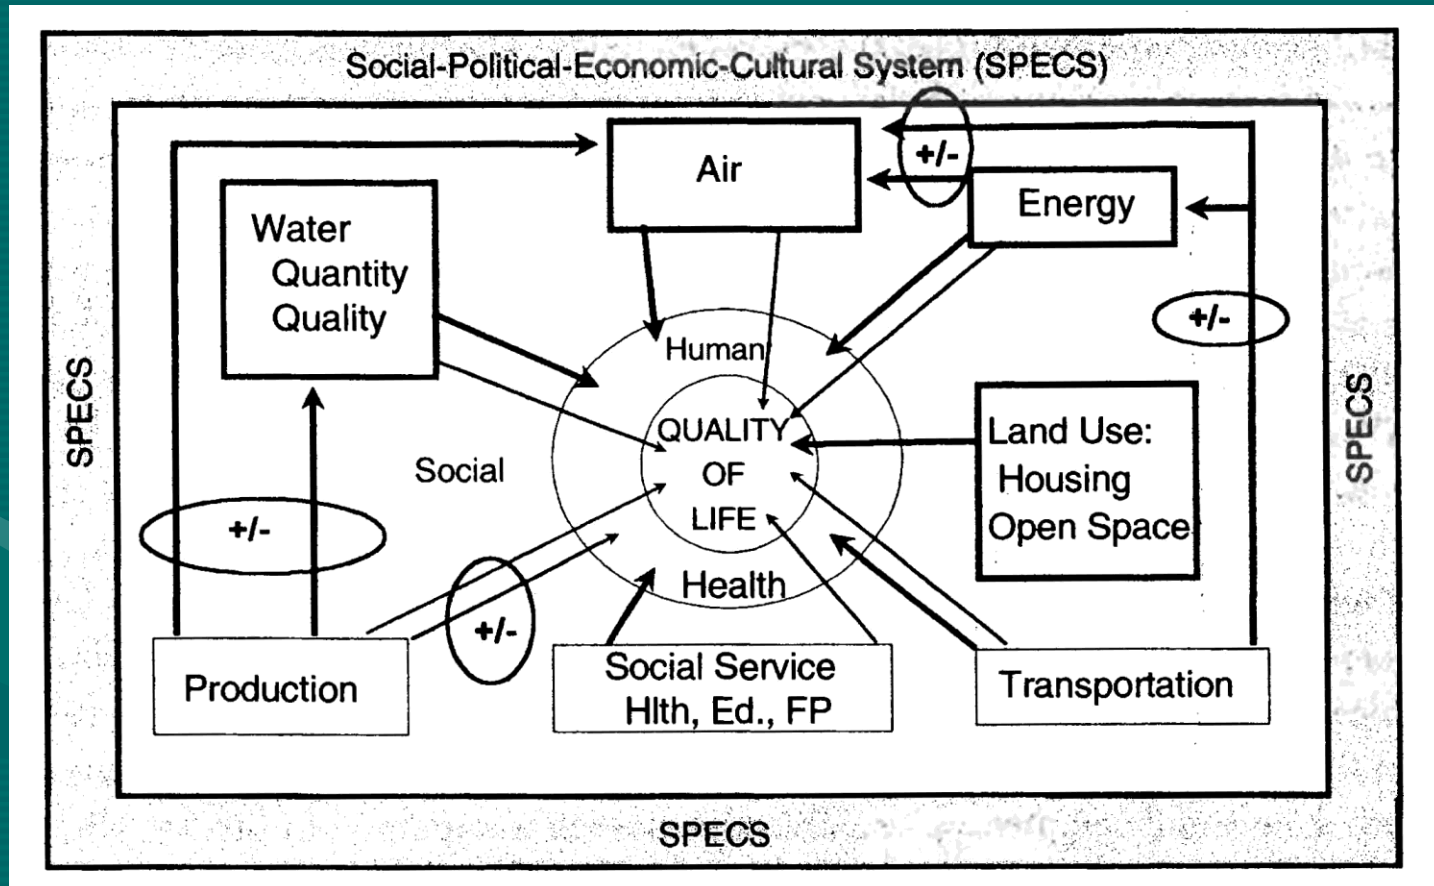 Social-Political-Economic-Cultural System (SPECS)
Air
+/-
Energy
Water
Quantity
Quality
+/-
Human
SPECS
SPECS
Land Use:
Housing
Open Space
QUALITY
OF
LIFE
Social
+/-
Health
+/-
Production
Social Service
Hlth, Ed., FP
Transportation
SPECS